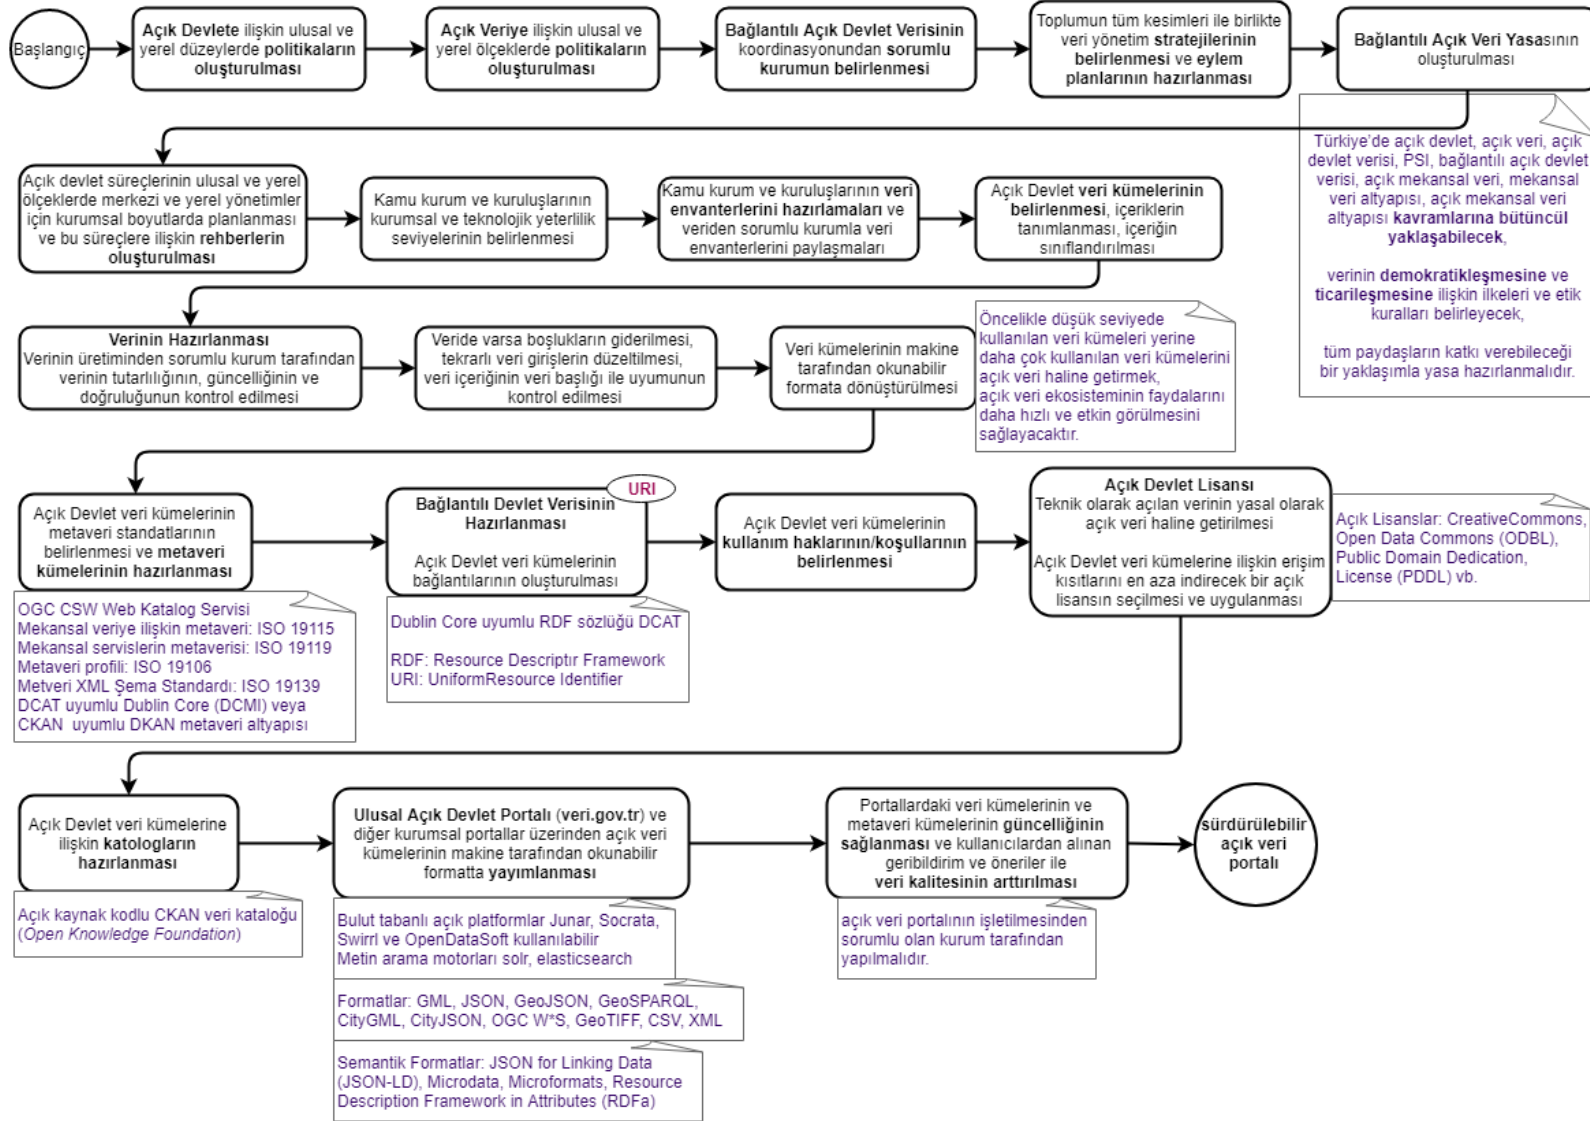 Başlangıç
Açık Devlete ilişkin ulusal ve
yerel düzeylerde politikaların
oluşturulması
Açık Veriye ilişkin ulusal ve
yerel ölçeklerde politikaların
oluşturulması
Bağlantılı Açık Devlet Verisinin
koordinasyonundan sorumlu
kurumun belirlenmesi
Toplumun tüm kesimleri ile birlikte
veri yönetim stratejilerinin
belirlenmesi ve eylem
planlarının hazırlanması
Bağlantılı Açık Veri Yasasının
oluşturulması
Türkiye'de açık devlet, açık veri, açık
devlet verisi, PSI, bağlantılı açık devlet
verisi, açık mekansal veri, mekansal
veri altyapısı, açık mekansal veri
altyapısı kavramlarına bütüncül
yaklaşabilecek,
verinin demokratikleşmesine ve
ticarileşmesine ilişkin ilkeleri ve etik
kuralları belirleyecek,
tüm paydaşların katkı verebileceği
bir yaklaşımla yasa hazırlanmalıdır.
Açık devlet süreçlerinin ulusal ve yerel
ölçeklerde merkezi ve yerel yönetimler
için kurumsal boyutlarda planlanması
ve bu süreçlere ilişkin rehberlerin
oluşturulması
Kamu kurum ve kuruluşlarının
kurumsal ve teknolojik yeterlilik
seviyelerinin belirlenmesi
Kamu kurum ve kuruluşlarının veri
envanterlerini hazırlamaları ve
veriden sorumlu kurumla veri
envanterlerini paylaşmaları
Açık Devlet veri kümelerinin
belirlenmesi, içeriklerin
tanımlanması, içeriğin
sınıflandırılması
Verinin Hazırlanması
Verinin üretiminden sorumlu kurum tarafından
verinin tutarlılığının, güncelliğinin ve
doğruluğunun kontrol edilmesi
Veride varsa boşlukların giderilmesi,
tekrarlı veri girişlerin düzeltilmesi,
veri içeriğinin veri başlığı ile uyumunun
kontrol edilmesi
Veri kümelerinin makine
tarafından okunabilir
formata dönüştürülmesi
Öncelikle düşük seviyede
kullanılan veri kümeleri yerine
daha çok kullanılan veri kümelerini
açık veri haline getirmek,
açık veri ekosisteminin faydalarını
daha hızlı ve etkin görülmesini
sağlayacaktır.
Açık Devlet veri kümelerinin
metaveri standatlarının
belirlenmesi ve metaveri
kümelerinin hazırlanması
OGC CSW Web Katalog Servisi
Mekansal veriye ilişkin metaveri: ISO 19115
Mekansal servislerin metaverisi: ISO 19119
Metaveri profili: ISO 19106
Metveri XML Şema Standardı: ISO 19139
DCAT uyumlu Dublin Core (DCMI) veya
CKAN uyumlu DKAN metaveri altyapısı
URI
Bağlantılı Devlet Verisinin
Hazırlanması
Açık Devlet veri kümelerinin
bağlantılarının oluşturulması
Dublin Core uyumlu RDF sözlüğü DCAT
RDF: Resource Descriptır Framework
URI: UniformResource Identifier
Açık Devlet veri kümelerinin
kullanım haklarının/koşullarının
belirlenmesi
Açık Devlet Lisansı
Teknik olarak açılan verinin yasal olarak
açık veri haline getirilmesi
Açık Devlet veri kümelerine ilişkin erişim
kısıtlarını en aza indirecek bir açık
lisansın seçilmesi ve uygulanması
Açık Lisanslar: CreativeCommons,
Open Data Commons (ODBL),
Public Domain Dedication,
License (PDDL) vb.
Açık Devlet veri kümelerine
ilişkin katologların
hazırlanması
Açık kaynak kodlu CKAN veri kataloğu
(Open Knowledge Foundation)
Ulusal Açık Devlet Portalı (veri.gov.tr) ve
diğer kurumsal portallar üzerinden açık veri
kümelerinin makine tarafından okunabilir
formatta yayımlanması
Bulut tabanlı açık platformlar Junar, Socrata,
Swirrl ve OpenDataSoft kullanılabilir
Metin arama motorları solr, elasticsearch
Formatlar: GML, JSON, GeoJSON, GeoSPARQL,
CityGML, CityJSON, OGC W*S, GeoTIFF, CSV, XML
Semantik Formatlar: JSON for Linking Data
(JSON-LD), Microdata, Microformats, Resource
Description Framework in Attributes (RDFa)
Portallardaki veri kümelerinin ve
metaveri kümelerinin güncelliğinin
sağlanması ve kullanıcılardan alınan
geribildirim ve öneriler ile
veri kalitesinin arttırılması
açık veri portalının işletilmesinden
sorumlu olan kurum tarafından
yapılmalıdır.
sürdürülebilir
açık veri
portalı